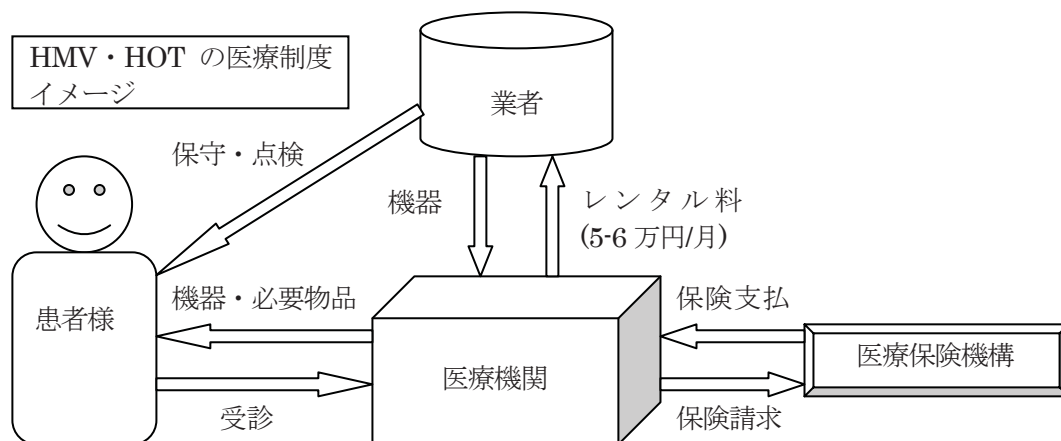 HMV・HOT の医療制度
イメージ
業者
保守・点検
機器
レンタル料
(5-6 万円/月)
患者様
機器・必要物品
保険支払
医療機関
医療保険機構
受診
保険請求